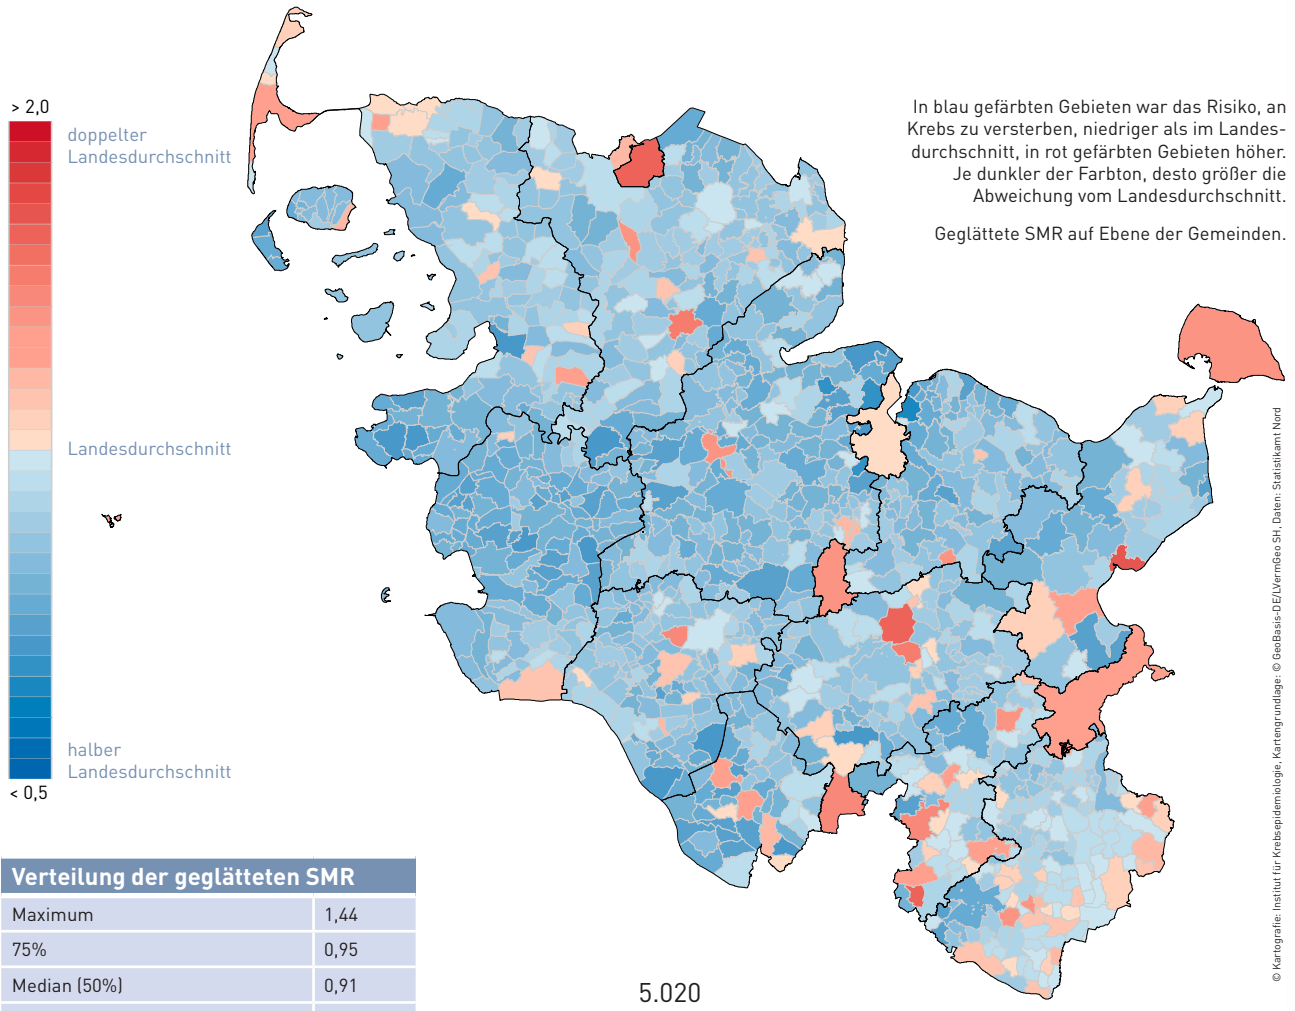 > 2,0
doppelter
Landesdurchschnitt
Landesdurchschnitt
halber
Landesdurchschnitt
< 0,5
In blau gefärbten Gebieten war das Risiko, an
Krebs zu versterben, niedriger als im Landes-
durchschnitt, in rot gefärbten Gebieten höher.
Je dunkler der Farbton, desto größer die
Abweichung vom Landesdurchschnitt.
Geglättete SMR auf Ebene der Gemeinden.
© Kartografie: Institut für Krebsepidemiologie, Kartengrundlage: © GeoBasis-DE/LVermGeo SH, Daten: Statistikamt Nord
Verteilung der geglätteten SMR
Maximum 1,44
75% 0,95
Median (50%) 0,91
5.020